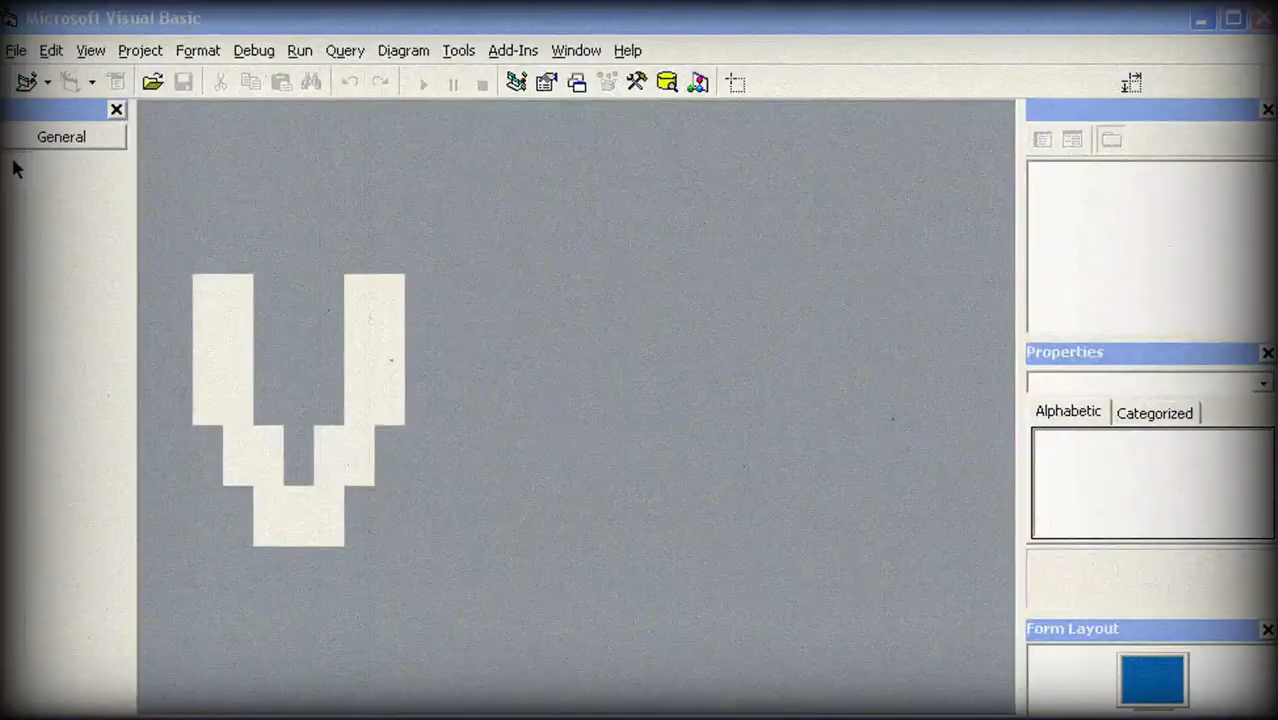 Microsoft Visual Basic
File Edit View Project Format Debug Run Query Diagram Tools Add-Ins Window Help
General
V
Properties
Alphabetic Categorized
Form Layout